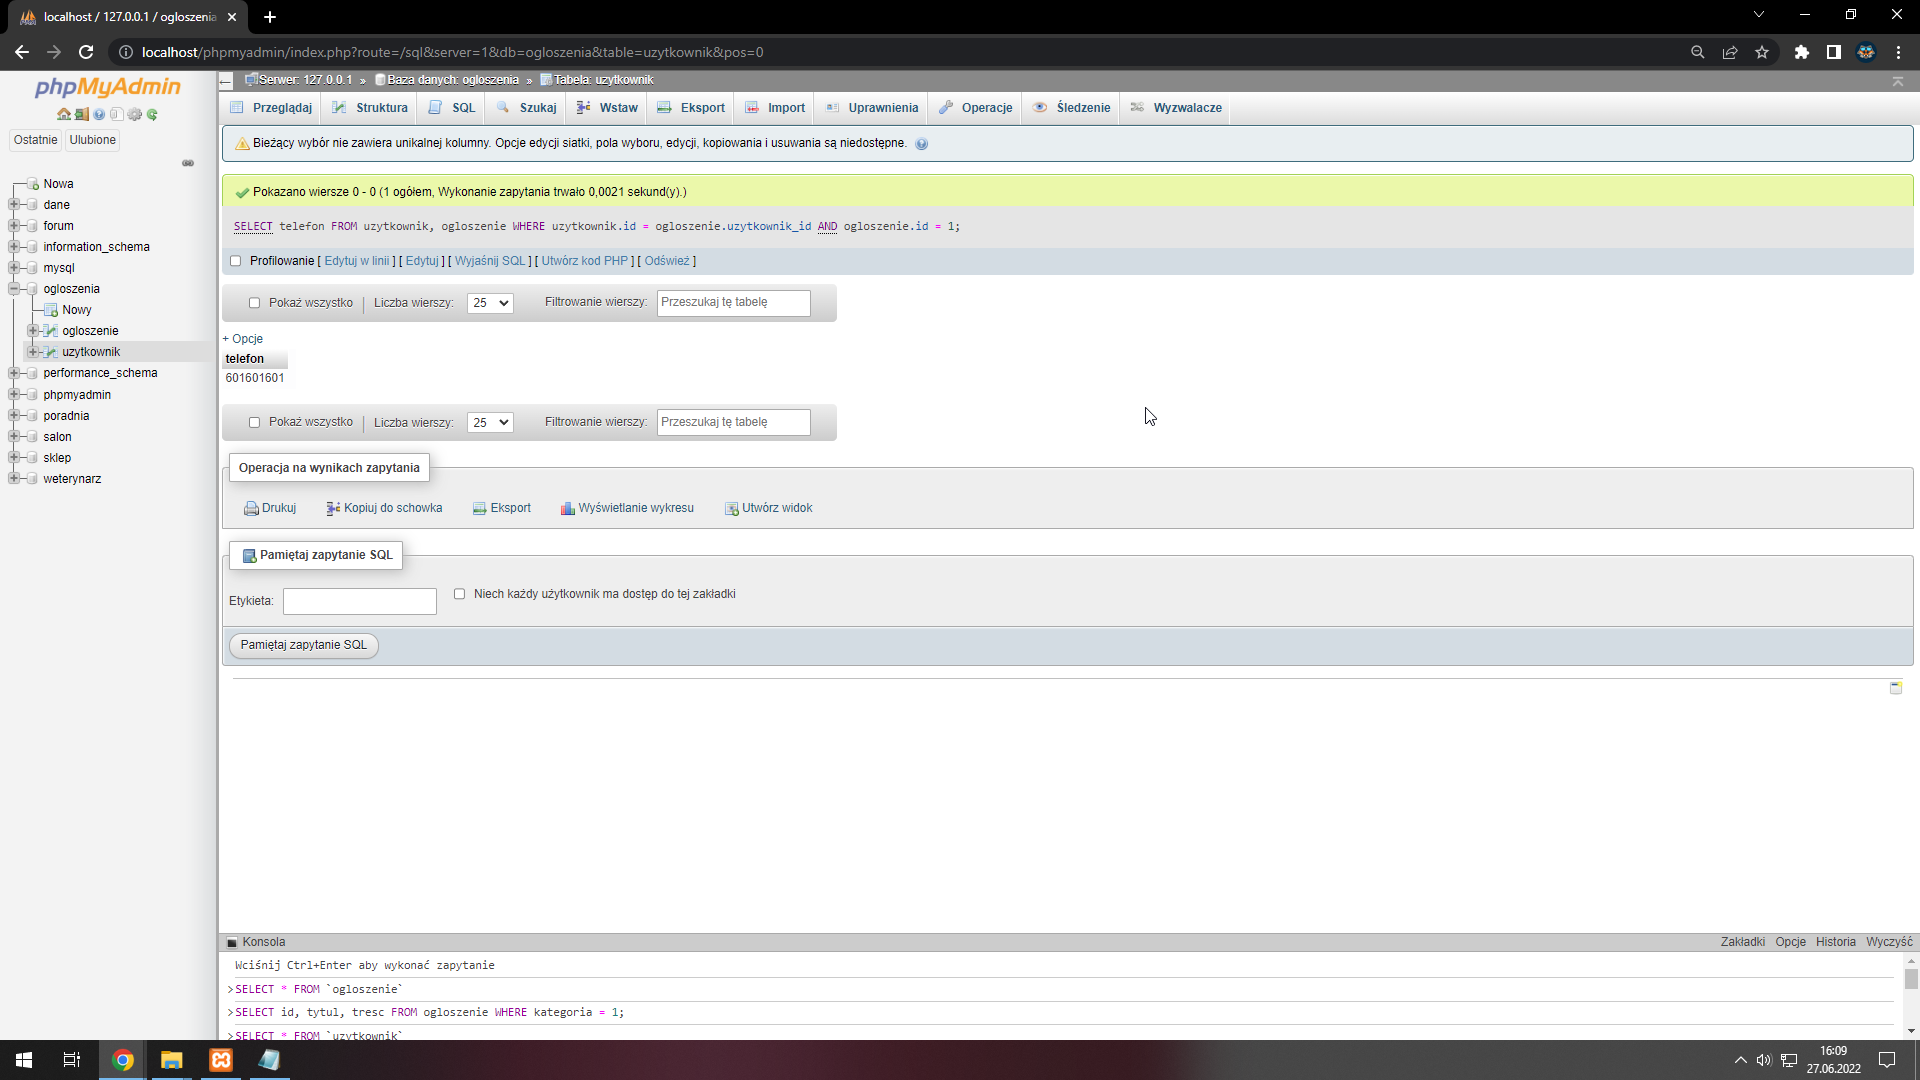 localhost / 127.0.0.1 / ogloszenia
localhost/phpmyadmin/index.php?route=/sql&server=1&db=ogloszenia&table=uzytkownik&pos=0
phpMyAdmin
Ostatnie Ulubione
Nowa
dane
forum
information_schema
mysql
ogloszenia
Nowy
ogloszenie
uzytkownik
performance_schema
phpmyadmin
poradnia
salon
sklep
weterynarz
Serwer: 127.0.0.1 » Baza danych: ogloszenia » Tabela: uzytkownik
Przeglądaj Struktura SQL Szukaj Wstaw Eksport Import Uprawnienia Operacje Śledzenie Wyzwalacze
Bieżący wybór nie zawiera unikalnej kolumny. Opcje edycji siatki, pola wyboru, edycji, kopiowania i usuwania są niedostępne.
Pokazano wiersze 0 - 0 (1 ogółem, Wykonanie zapytania trwało 0,0021 sekund(y).)
SELECT telefon FROM uzytkownik, ogloszenie WHERE uzytkownik.id = ogloszenie.uzytkownik_id AND ogloszenie.id = 1;
Profilowanie [ Edytuj w linii ] [ Edytuj ] [ Wyjaśnij SQL ] [ Utwórz kod PHP ] [ Odśwież ]
Pokaż wszystko | Liczba wierszy: 25 Filtrowanie wierszy: Przeszukaj tę tabelę
+ Opcje
telefon
601601601
Pokaż wszystko | Liczba wierszy: 25 Filtrowanie wierszy: Przeszukaj tę tabelę
Operacja na wynikach zapytania
Drukuj Kopiuj do schowka Eksport Wyświetlanie wykresu Utwórz widok
Pamiętaj zapytanie SQL
Etykieta: Niech każdy użytkownik ma dostęp do tej zakładki
Pamiętaj zapytanie SQL
Konsola Zakładki Opcje Historia Wyczyść
Wciśnij Ctrl+Enter aby wykonać zapytanie
>SELECT * FROM `ogloszenie`
>SELECT id, tytul, tresc FROM ogloszenie WHERE kategoria = 1;
>SELECT * FROM `uzytkownik`
16:09
27.06.2022